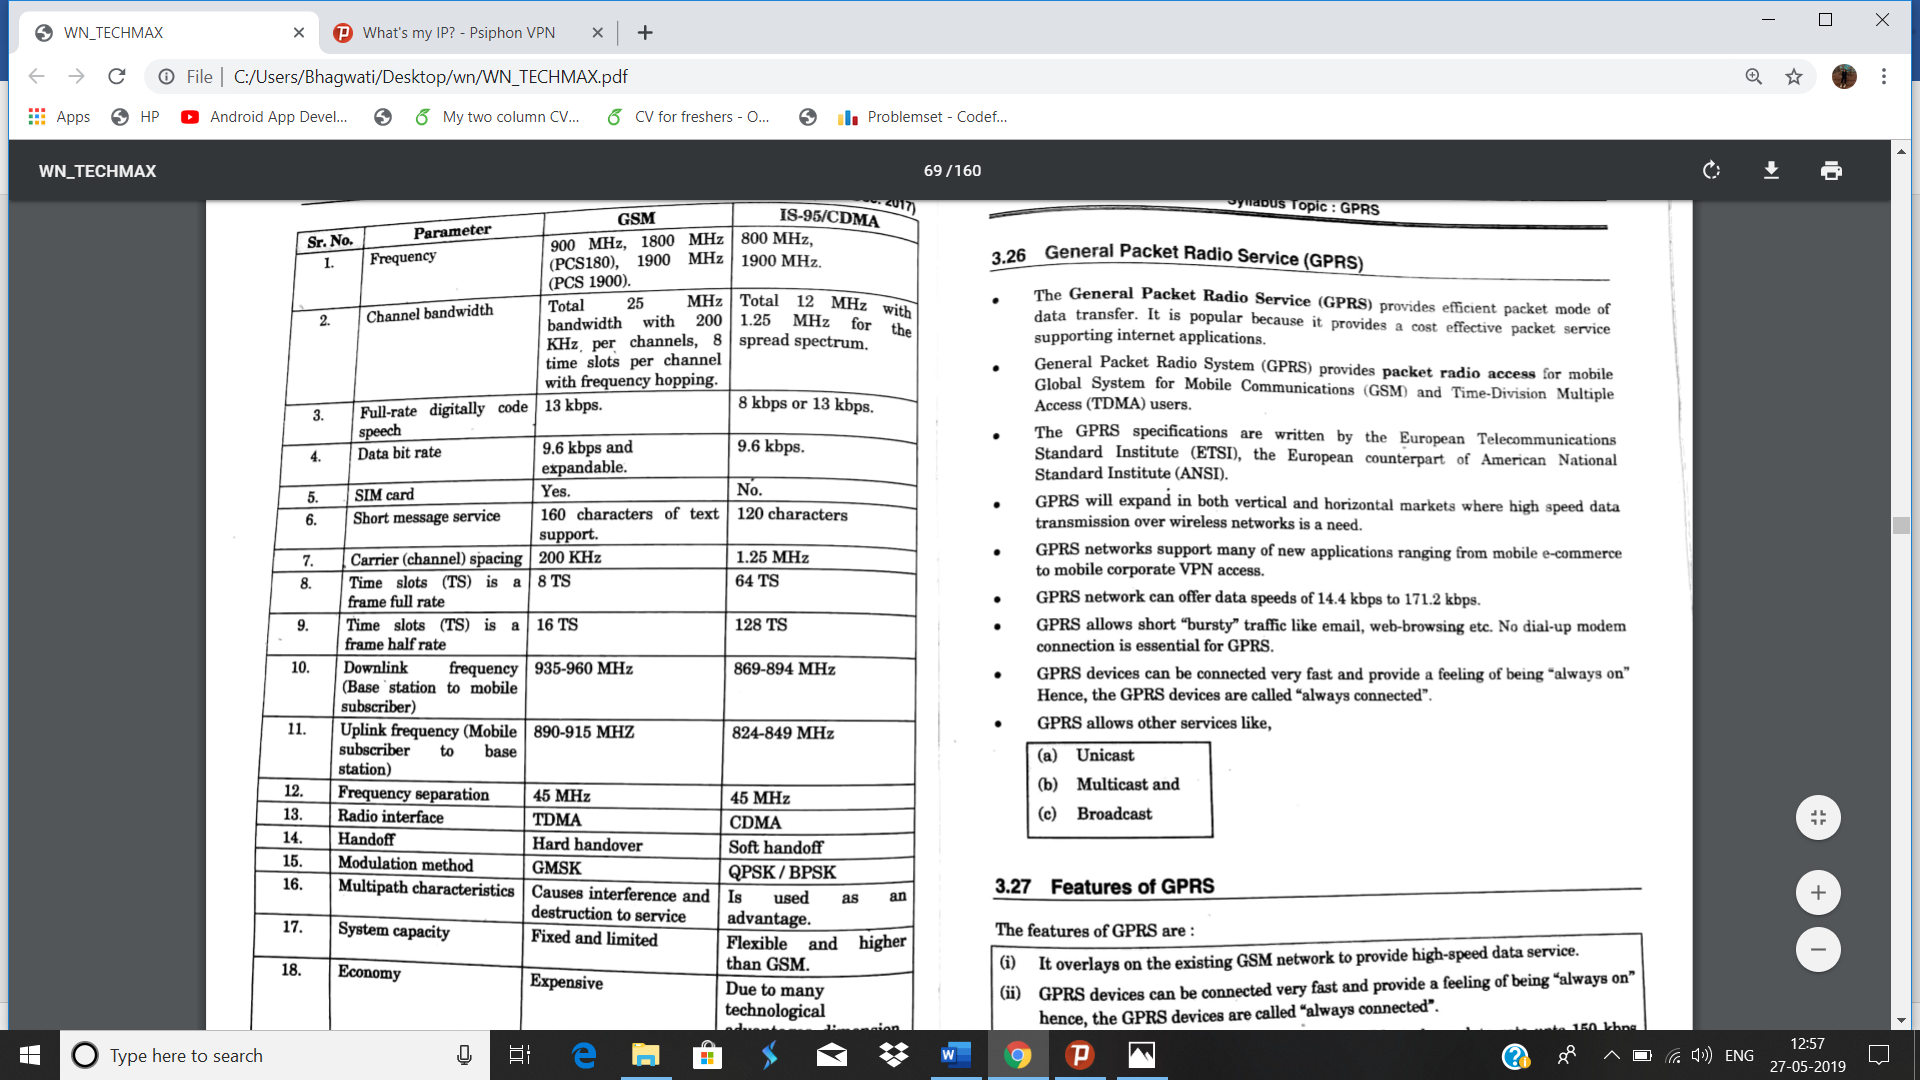 WN_TECHMAX
What's my IP? - Psiphon VPN
File | C:/Users/Bhagwati/Desktop/wn/WN_TECHMAX.pdf
Apps
HP
Android App Devel...
My two column CV...
CV for freshers - O...
Problemset - Codef...
WN_TECHMAX
69 / 160
2017)
Sr. No. Parameter GSM IS-95/CDMA
1. Frequency 900 MHz, 1800 MHz 800 MHz,
(PCS180), 1900 MHz 1900 MHz.
(PCS 1900).
2. Channel bandwidth Total 25 MHz Total 12 MHz with
bandwidth with 200 1.25 MHz for the
KHz per channels, 8 spread spectrum.
time slots per channel
with frequency hopping.
3. Full-rate digitally code 13 kbps. 8 kbps or 13 kbps.
speech
4. Data bit rate 9.6 kbps and 9.6 kbps.
expandable.
5. SIM card Yes. No.
6. Short message service 160 characters of text 120 characters
support.
7. Carrier (channel) spacing 200 KHz 1.25 MHz
8. Time slots (TS) is a 8 TS 64 TS
frame full rate
9. Time slots (TS) is a 16 TS 128 TS
frame half rate
10. Downlink frequency 935-960 MHz 869-894 MHz
(Base station to mobile
subscriber)
11. Uplink frequency (Mobile 890-915 MHZ 824-849 MHz
subscriber to base
station)
12. Frequency separation 45 MHz 45 MHz
13. Radio interface TDMA CDMA
14. Handoff Hard handover Soft handoff
15. Modulation method GMSK QPSK / BPSK
16. Multipath characteristics Causes interference and Is used as an
destruction to service advantage.
17. System capacity Fixed and limited Flexible and higher
than GSM.
18. Economy Expensive Due to many
technological
Syllabus Topic : GPRS
3.26 General Packet Radio Service (GPRS)
• The General Packet Radio Service (GPRS) provides efficient packet mode of
data transfer. It is popular because it provides a cost effective packet service
supporting internet applications.
• General Packet Radio System (GPRS) provides packet radio access for mobile
Global System for Mobile Communications (GSM) and Time-Division Multiple
Access (TDMA) users.
• The GPRS specifications are written by the European Telecommunications
Standard Institute (ETSI), the European counterpart of American National
Standard Institute (ANSI).
• GPRS will expand in both vertical and horizontal markets where high speed data
transmission over wireless networks is a need.
• GPRS networks support many of new applications ranging from mobile e-commerce
to mobile corporate VPN access.
• GPRS network can offer data speeds of 14.4 kbps to 171.2 kbps.
• GPRS allows short “bursty” traffic like email, web-browsing etc. No dial-up modem
connection is essential for GPRS.
• GPRS devices can be connected very fast and provide a feeling of being “always on”
Hence, the GPRS devices are called “always connected”.
• GPRS allows other services like,
(a) Unicast
(b) Multicast and
(c) Broadcast
3.27 Features of GPRS
The features of GPRS are :
(i) It overlays on the existing GSM network to provide high-speed data service.
(ii) GPRS devices can be connected very fast and provide a feeling of being “always on”
hence, the GPRS devices are called “always connected”.
150 kbps
Type here to search
ENG
12:57
27-05-2019